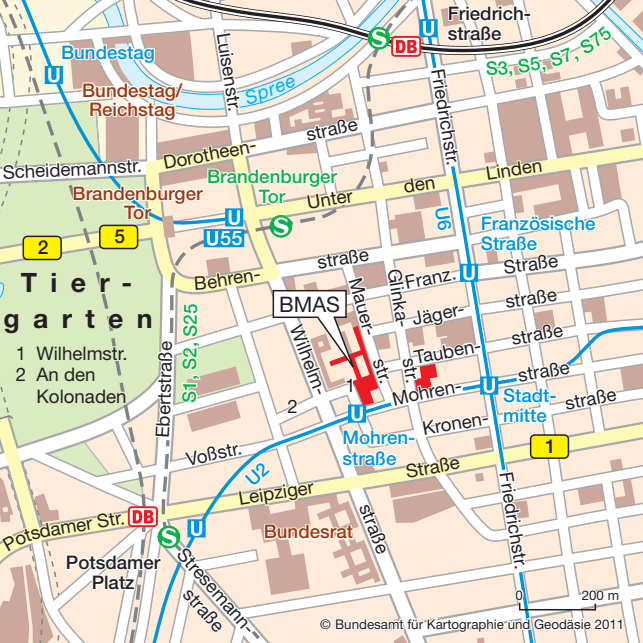 Friedrich-
straße
S
DB
U
Bundestag
U
Luisenstr.
Spree
S3, S5, S7, S75
Bundestag/
Reichstag
Friedrichstr.
Dorotheen-
straße
Scheidemannstr.
Brandenburger
Tor
Brandenburger
Tor
Unter
den
Linden
U
U55
S
U6
Französische
Straße
2
5
Behren-
straße
Franz.
U
Straße
Tier-
garten
BMAS
Mauer-
str.
Glinka-
str.
Jäger-
straße
Tauben-
straße
1 Wilhelmstr.
2 An den
Kolonaden
S1, S2, S25
Ebertstraße
Wilhelm-
straße
1
2
Mohren-
straße
U
U
Stadt-
mitte
Mohren-
straße
Kronen-
straße
Voßstr.
U2
1
Leipziger
Straße
Friedrichstr.
Potsdamer Str.
DB
S
U
Bundesrat
Potsdamer
Platz
Stresemann-
straße
0
200 m
© Bundesamt für Kartographie und Geodäsie 2011